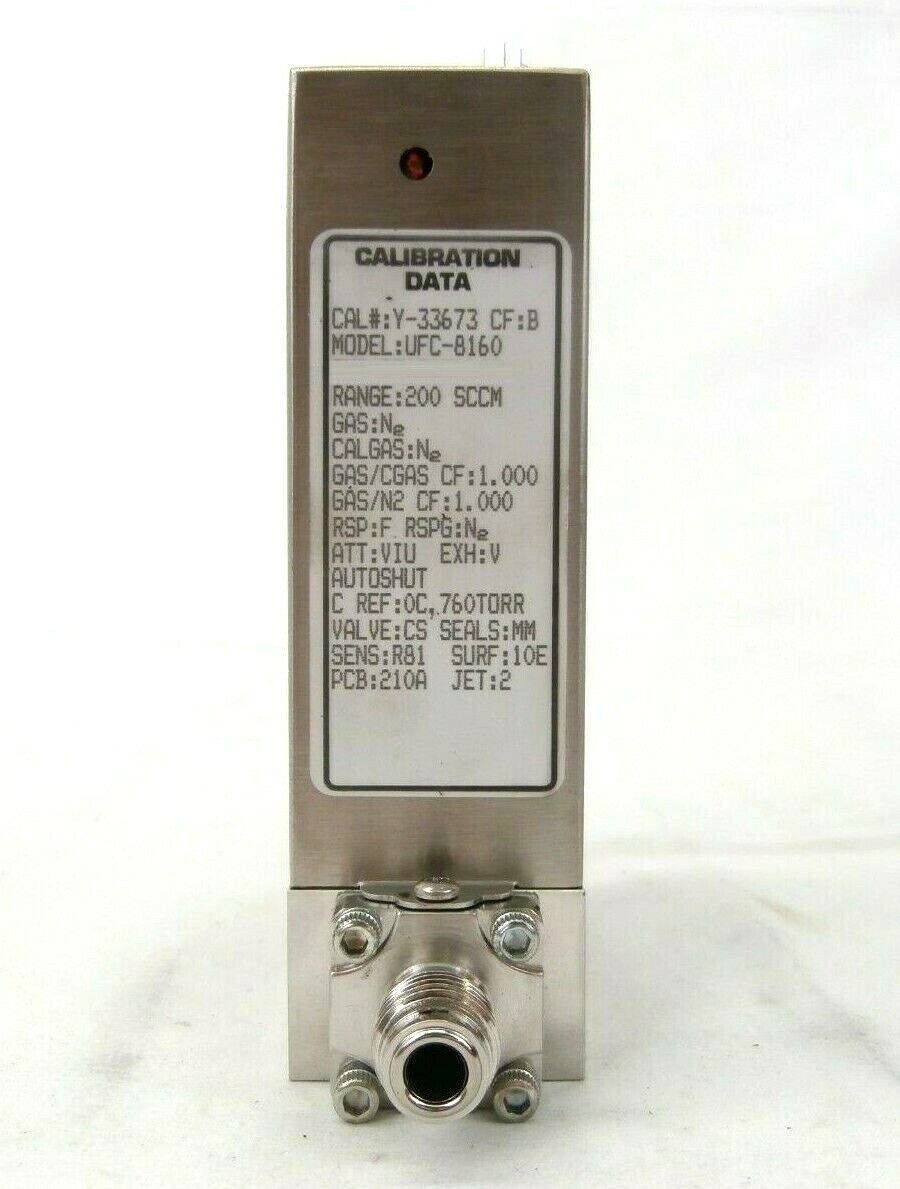 CALIBRATION
DATA
CAL#:Y-33673 CF:B
MODEL:UFC-8160
RANGE:200 SCCM
GAS:N₂
CALGAS:N₂
GAS/CGAS CF:1.000
GAS/N2 CF:1.000
RSP:F RSPG:N₂
ATT:VIU EXH:V
AUTOSHUT
C REF:0C,760TORR
VALVE:CS SEALS:MM
SENS:R81 SURF:10E
PCB:210A JET:2